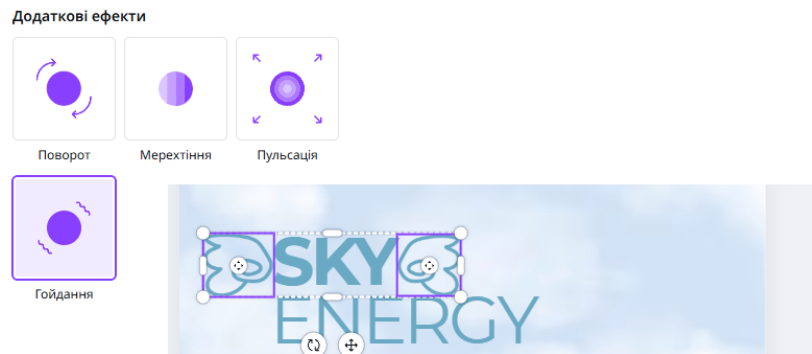 Додаткові ефекти
Поворот
Мерехтіння
Пульсація
Гойдання
SKY
ENERGY